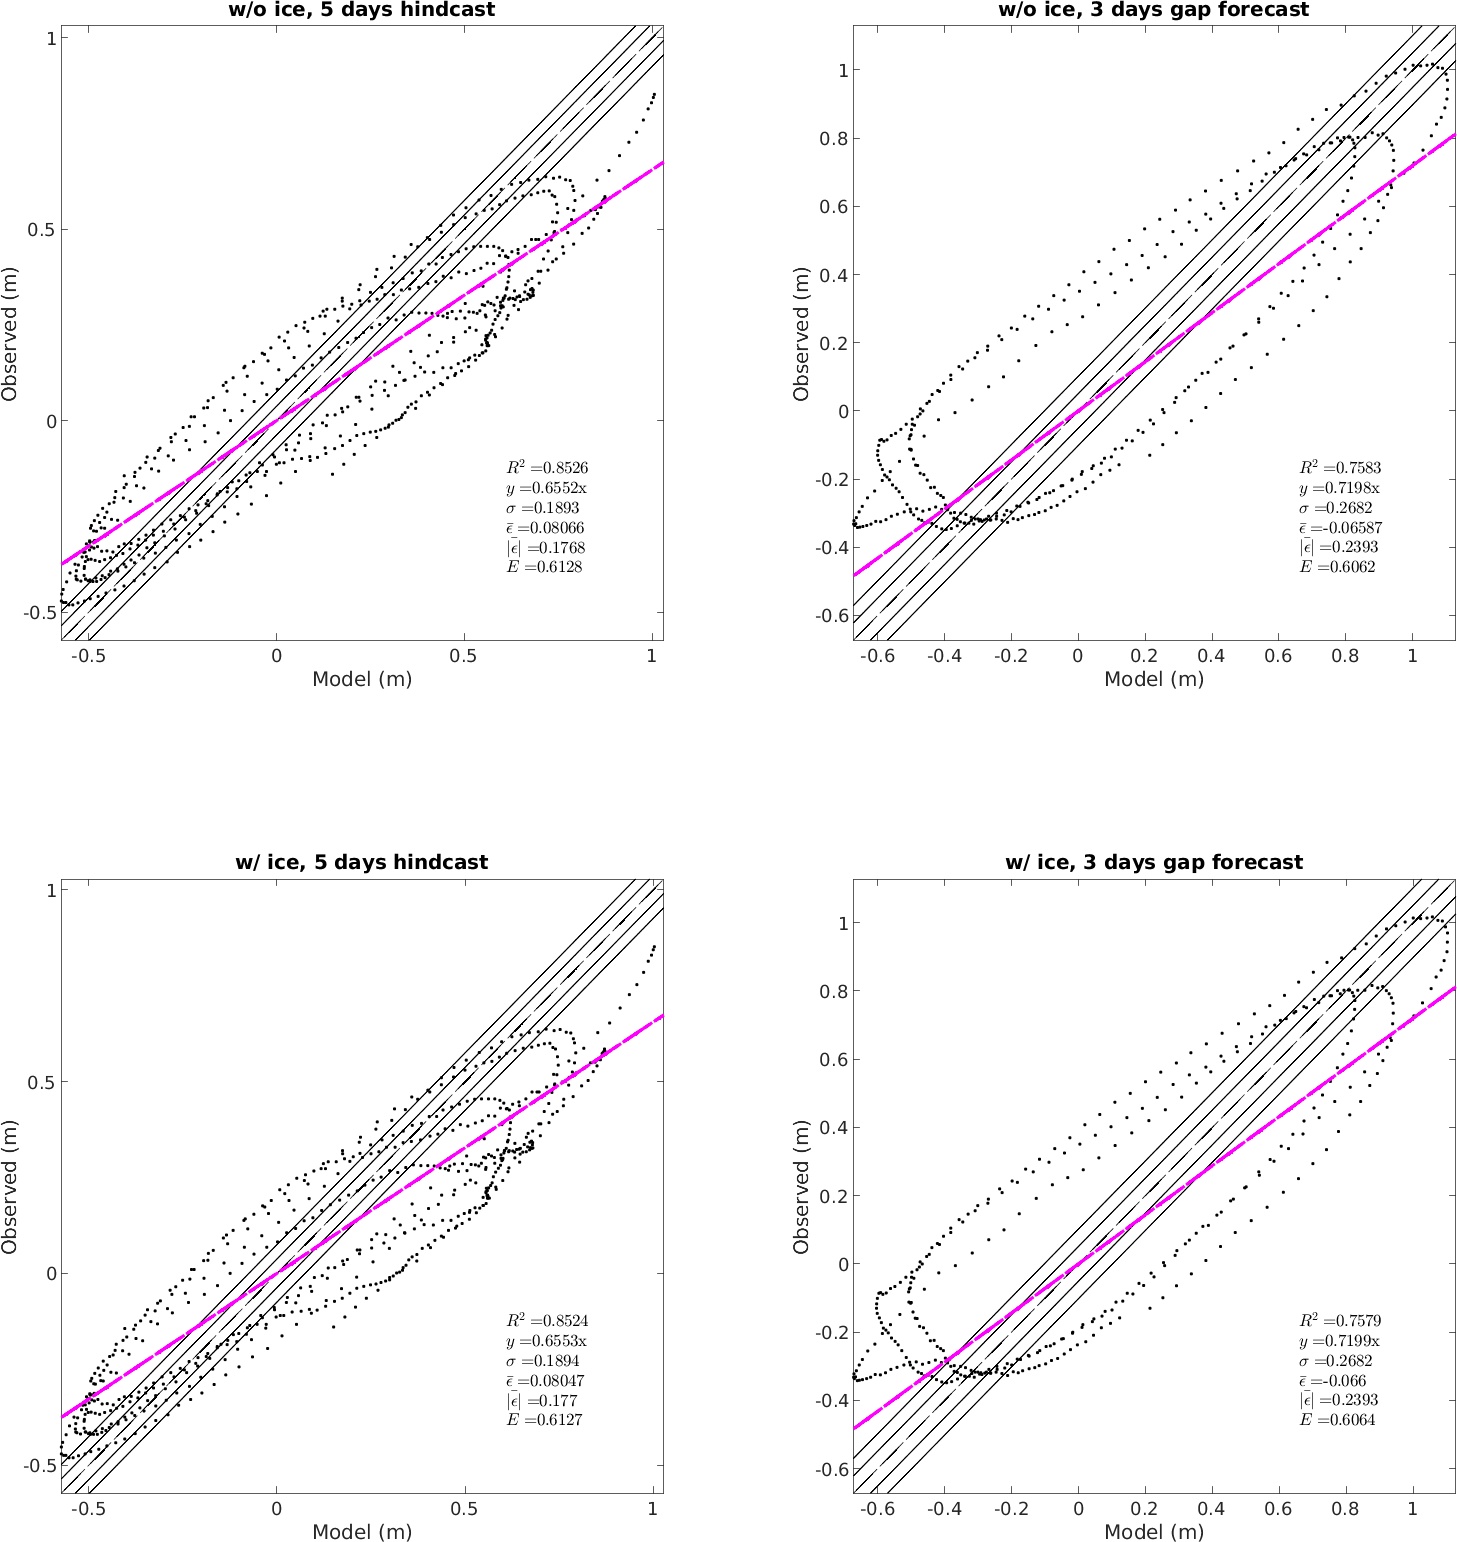 w/o ice, 5 days hindcast
1
0.5
0
-0.5
Observed (m)
R² =0.8526
y =0.6552x
σ =0.1893
ε̄ =0.08066
|ε̄| =0.1768
E =0.6128
-0.5 0 0.5 1
Model (m)
w/o ice, 3 days gap forecast
1
0.8
0.6
0.4
0.2
0
-0.2
-0.4
-0.6
Observed (m)
R² =0.7583
y =0.7198x
σ =0.2682
ε̄ =-0.06587
|ε̄| =0.2393
E =0.6062
-0.6 -0.4 -0.2 0 0.2 0.4 0.6 0.8 1
Model (m)
w/ ice, 5 days hindcast
1
0.5
0
-0.5
Observed (m)
R² =0.8524
y =0.6553x
σ =0.1894
ε̄ =0.08047
|ε̄| =0.177
E =0.6127
-0.5 0 0.5 1
Model (m)
w/ ice, 3 days gap forecast
1
0.8
0.6
0.4
0.2
0
-0.2
-0.4
-0.6
Observed (m)
R² =0.7579
y =0.7199x
σ =0.2682
ε̄ =-0.066
|ε̄| =0.2393
E =0.6064
-0.6 -0.4 -0.2 0 0.2 0.4 0.6 0.8 1
Model (m)